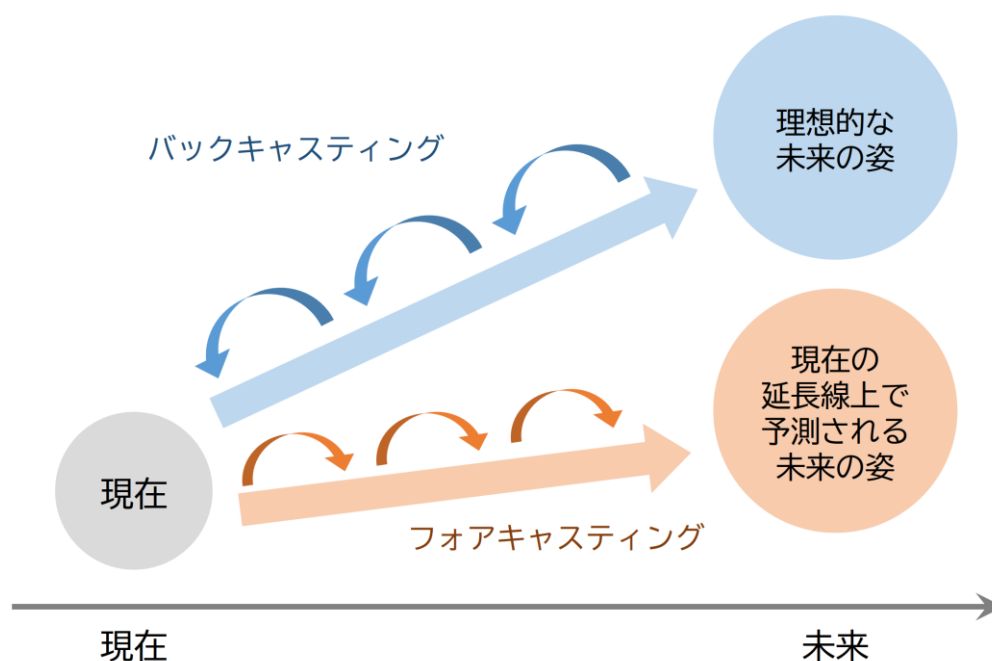 バックキャスティング
理想的な
未来の姿
現在の
延長線上で
予測される
未来の姿
現在
フォアキャスティング
現在
未来